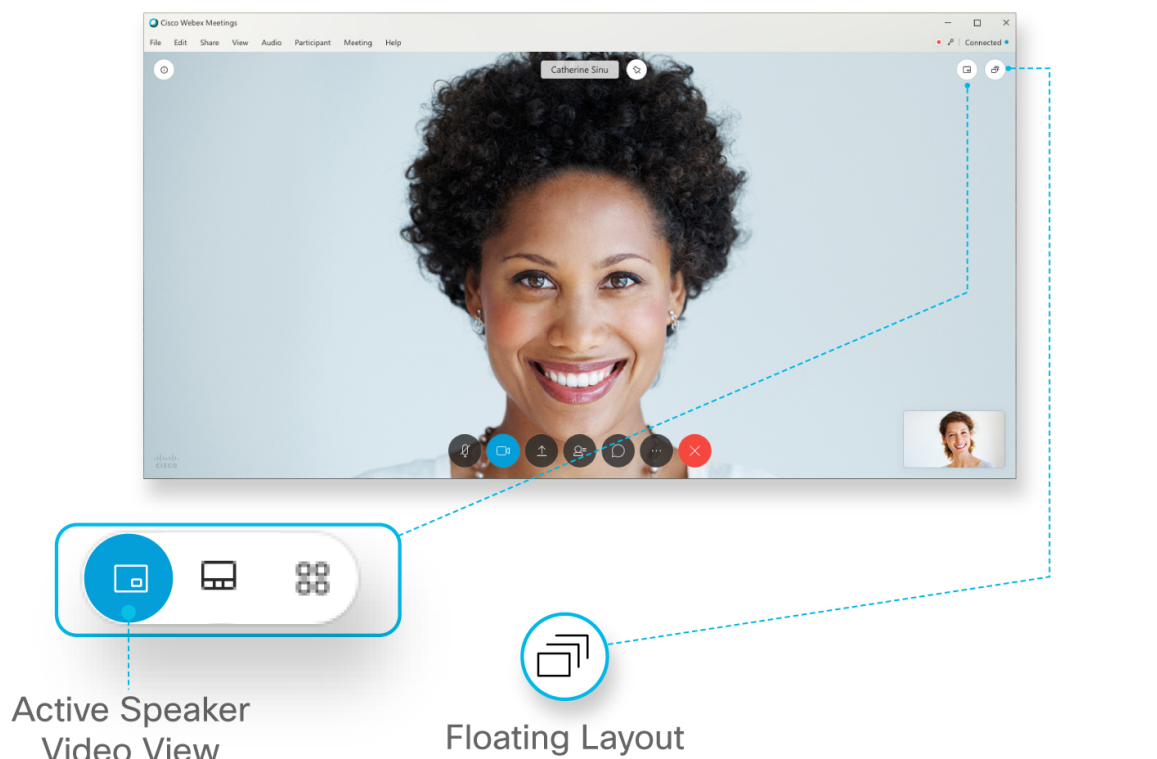 Cisco Webex Meetings
File Edit Share View Audio Participant Meeting Help
Connected
Catherine Sinu
CISCO
Active Speaker
Video View
Floating Layout